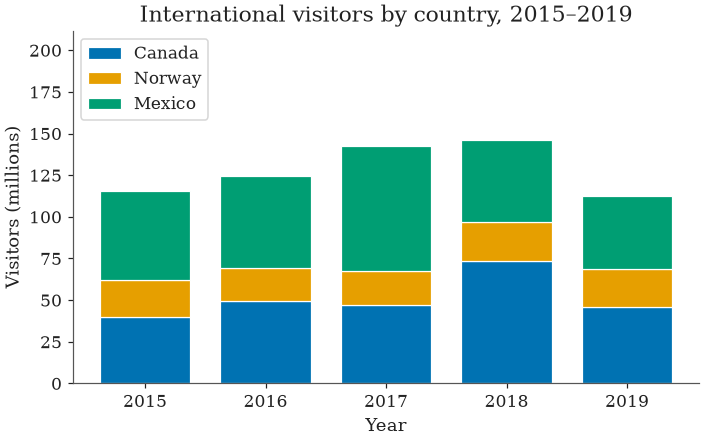 International visitors by country, 2015–2019
Visitors (millions)
200
175
150
125
100
75
50
25
0
Canada
Norway
Mexico
2015
2016
2017
2018
2019
Year